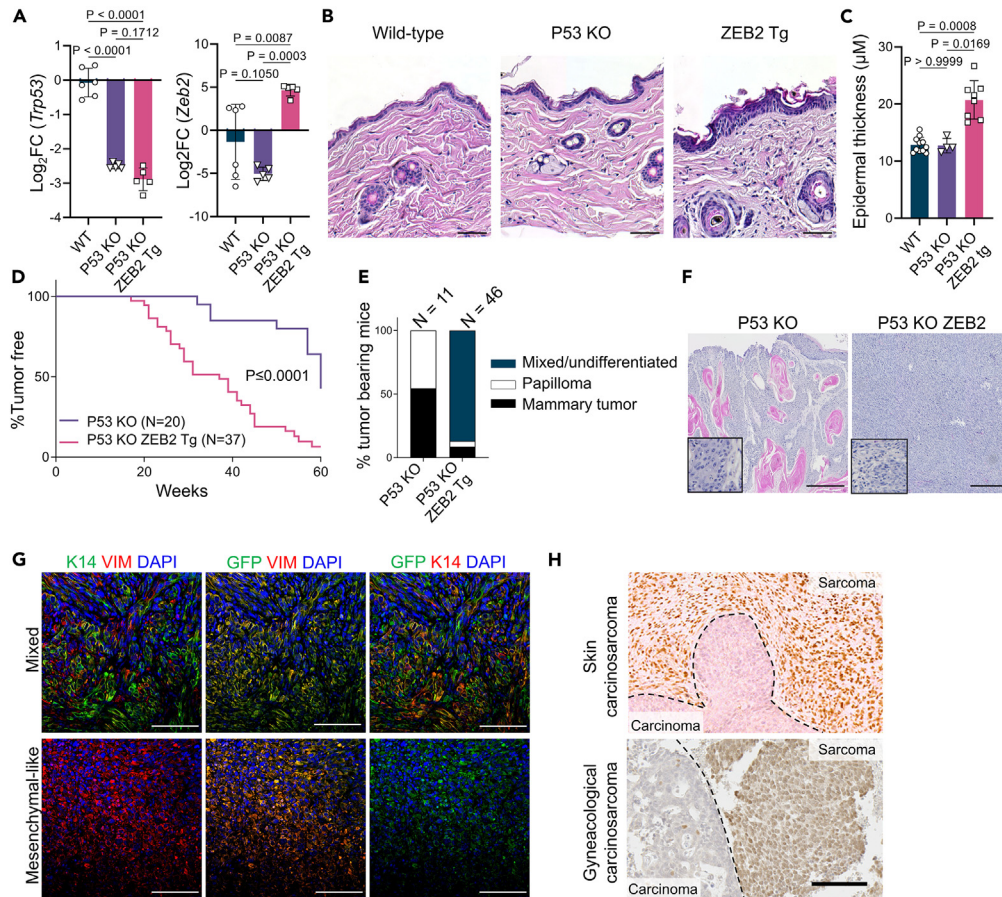 A
P < 0.0001
P = 0.1712
P < 0.0001
Log₂FC (Trp53)
1
0
-1
-2
-3
-4
WT
P53 KO
P53 KO
ZEB2 Tg
P = 0.0087
P = 0.0003
P = 0.1050
Log2FC (Zeb2)
10
5
0
-5
-10
WT
P53 KO
P53 KO
ZEB2 Tg
B
Wild-type
P53 KO
ZEB2 Tg
C
P = 0.0008
P = 0.0169
P > 0.9999
Epidermal thickness (µM)
30
20
10
0
WT
P53 KO
P53 KO
ZEB2 tg
D
%Tumor free
100
50
0
P≤0.0001
P53 KO (N=20)
P53 KO ZEB2 Tg (N=37)
0
20
40
60
Weeks
E
N = 11
N = 46
% tumor bearing mice
100
50
0
P53 KO
P53 KO
ZEB2 Tg
Mixed/undifferentiated
Papilloma
Mammary tumor
F
P53 KO
P53 KO ZEB2
G
K14 VIM DAPI
GFP VIM DAPI
GFP K14 DAPI
Mixed
Mesenchymal-like
H
Skin
carcinosarcoma
Sarcoma
Carcinoma
Gyneacological
carcinosarcoma
Sarcoma
Carcinoma